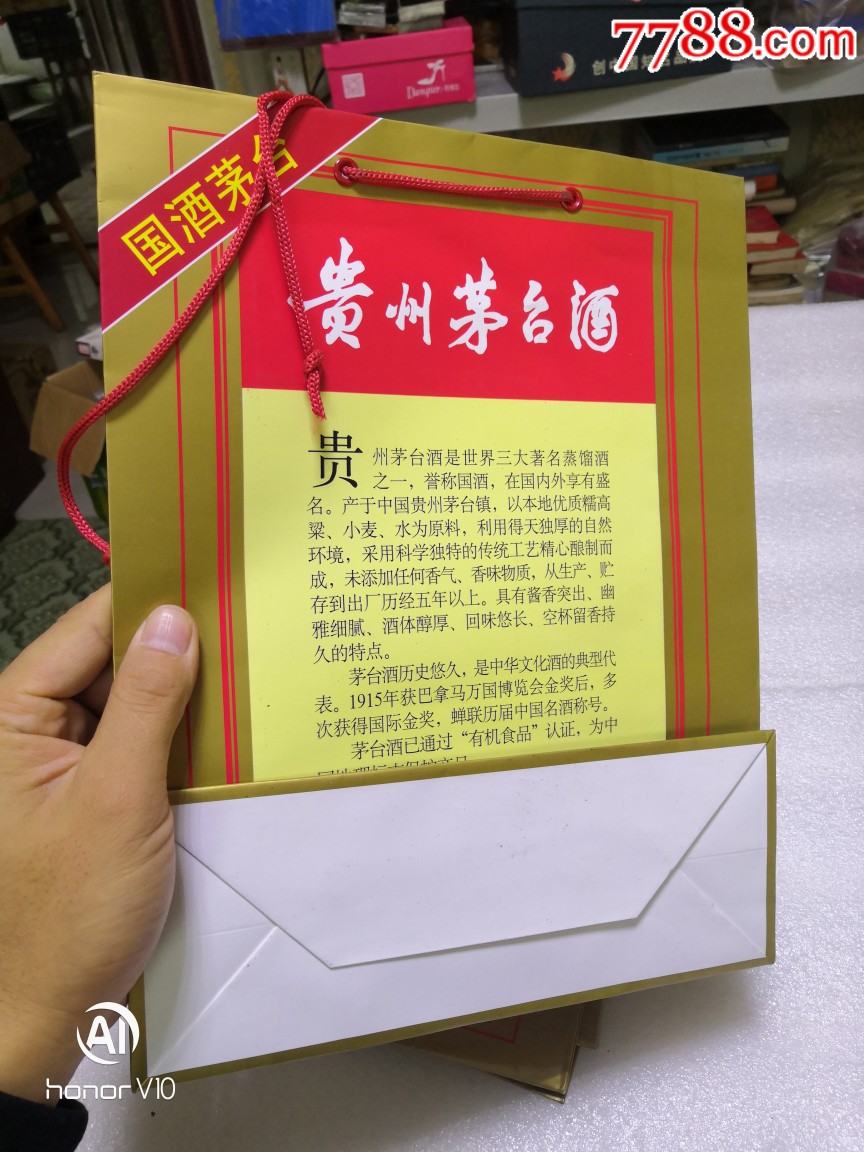 7788.com
Danquer
创中国好
国酒茅台
贵州茅台酒
贵州茅台酒是世界三大著名蒸馏酒
之一，誉称国酒，在国内外享有盛
名。产于中国贵州茅台镇，以本地优质糯高
粱、小麦、水为原料，利用得天独厚的自然
环境，采用科学独特的传统工艺精心酿制而
成，未添加任何香气、香味物质，从生产、贮
存到出厂历经五年以上。具有酱香突出、幽
雅细腻、酒体醇厚、回味悠长、空杯留香持
久的特点。
茅台酒历史悠久，是中华文化酒的典型代
表。1915年获巴拿马万国博览会金奖后，多
次获得国际金奖，蝉联历届中国名酒称号。
茅台酒已通过“有机食品”认证，为中
AI
honor V10